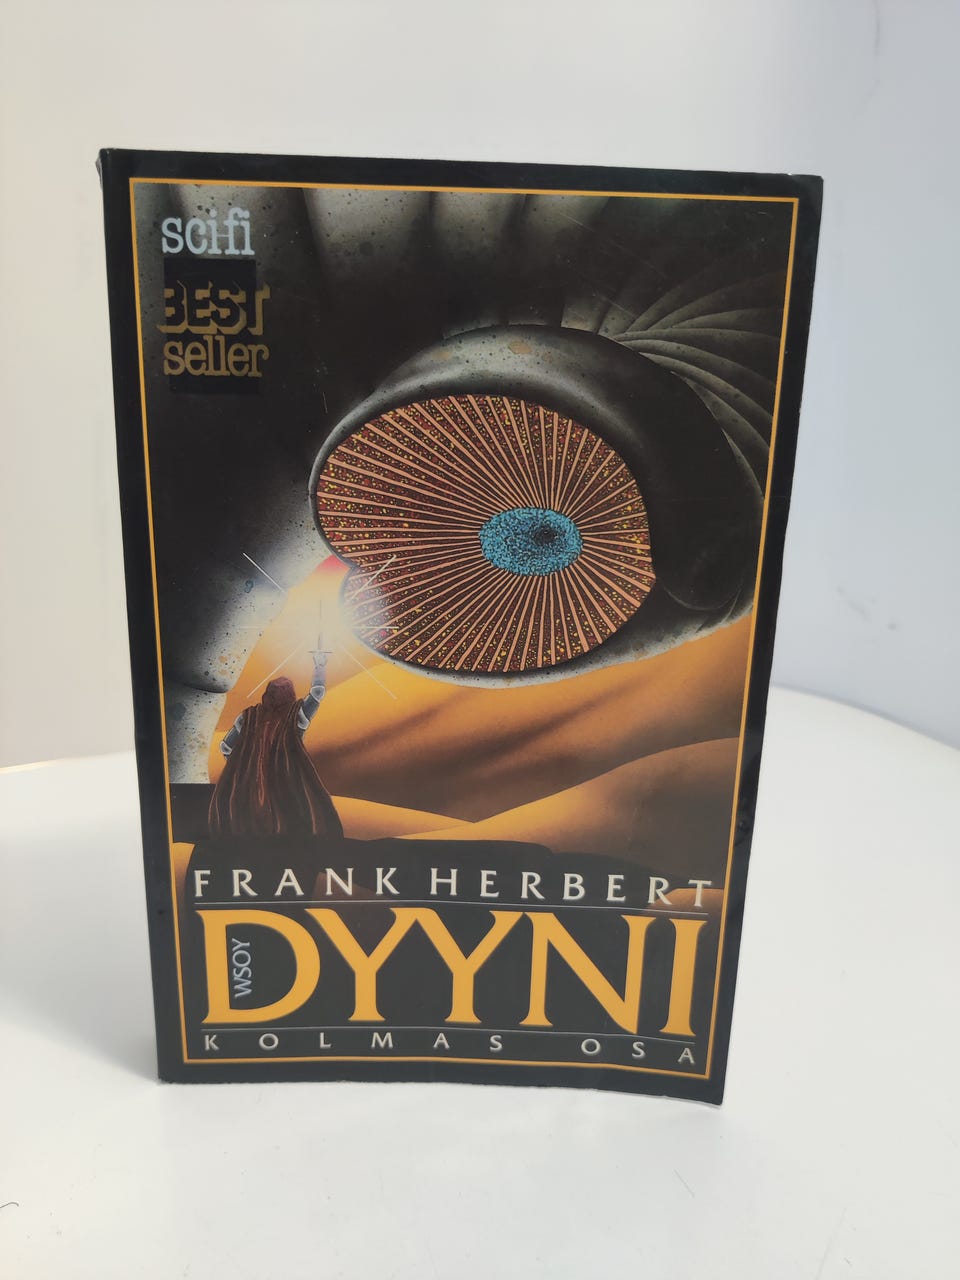 scifi
BEST
seller
FRANK HERBERT
DYYNI
WSOY
KOLMAS OSA